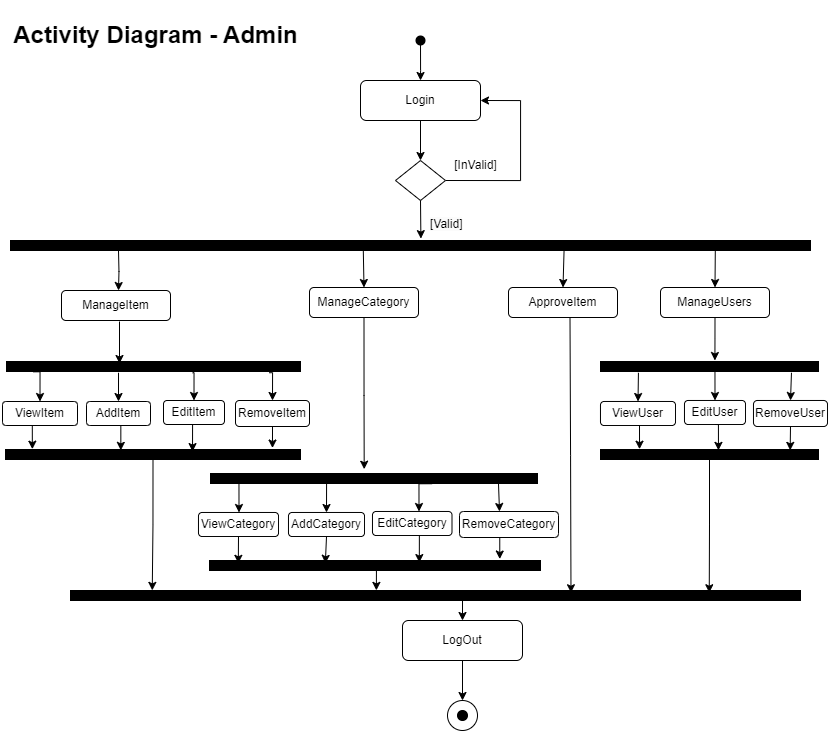 Activity Diagram - Admin
Login
[InValid]
[Valid]
ManageItem
ManageCategory
ApproveItem
ManageUsers
ViewItem
AddItem
EditItem
RemoveItem
ViewUser
EditUser
RemoveUser
ViewCategory
AddCategory
EditCategory
RemoveCategory
LogOut